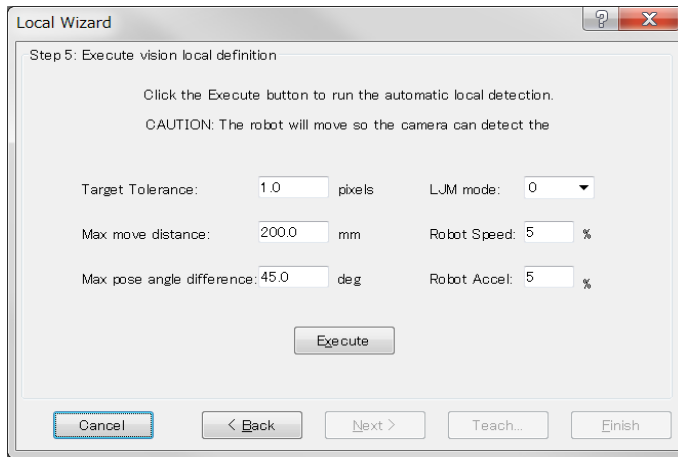 Local Wizard
? X
Step 5: Execute vision local definition
Click the Execute button to run the automatic local detection.
CAUTION: The robot will move so the camera can detect the
Target Tolerance: 1.0 pixels LJM mode: 0
Max move distance: 200.0 mm Robot Speed: 5 %
Max pose angle difference: 45.0 deg Robot Accel: 5 %
Execute
Cancel < Back Next > Teach... Finish